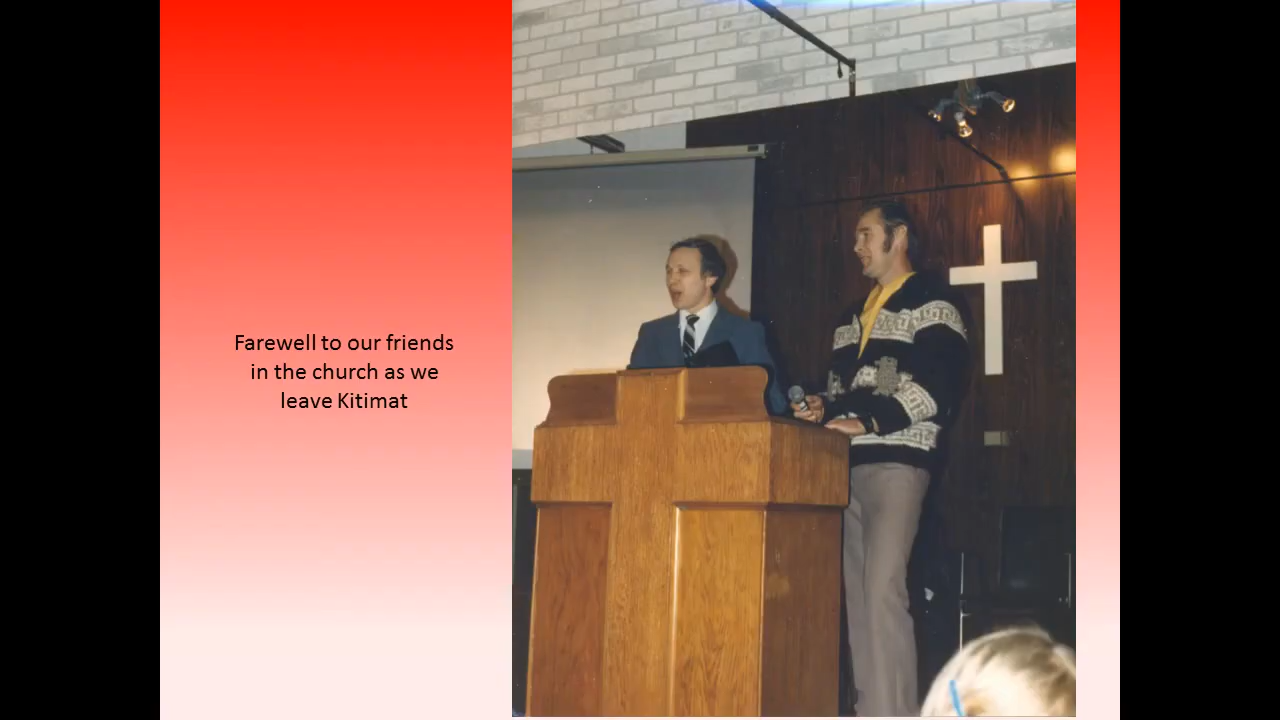 Farewell to our friends
in the church as we
leave Kitimat